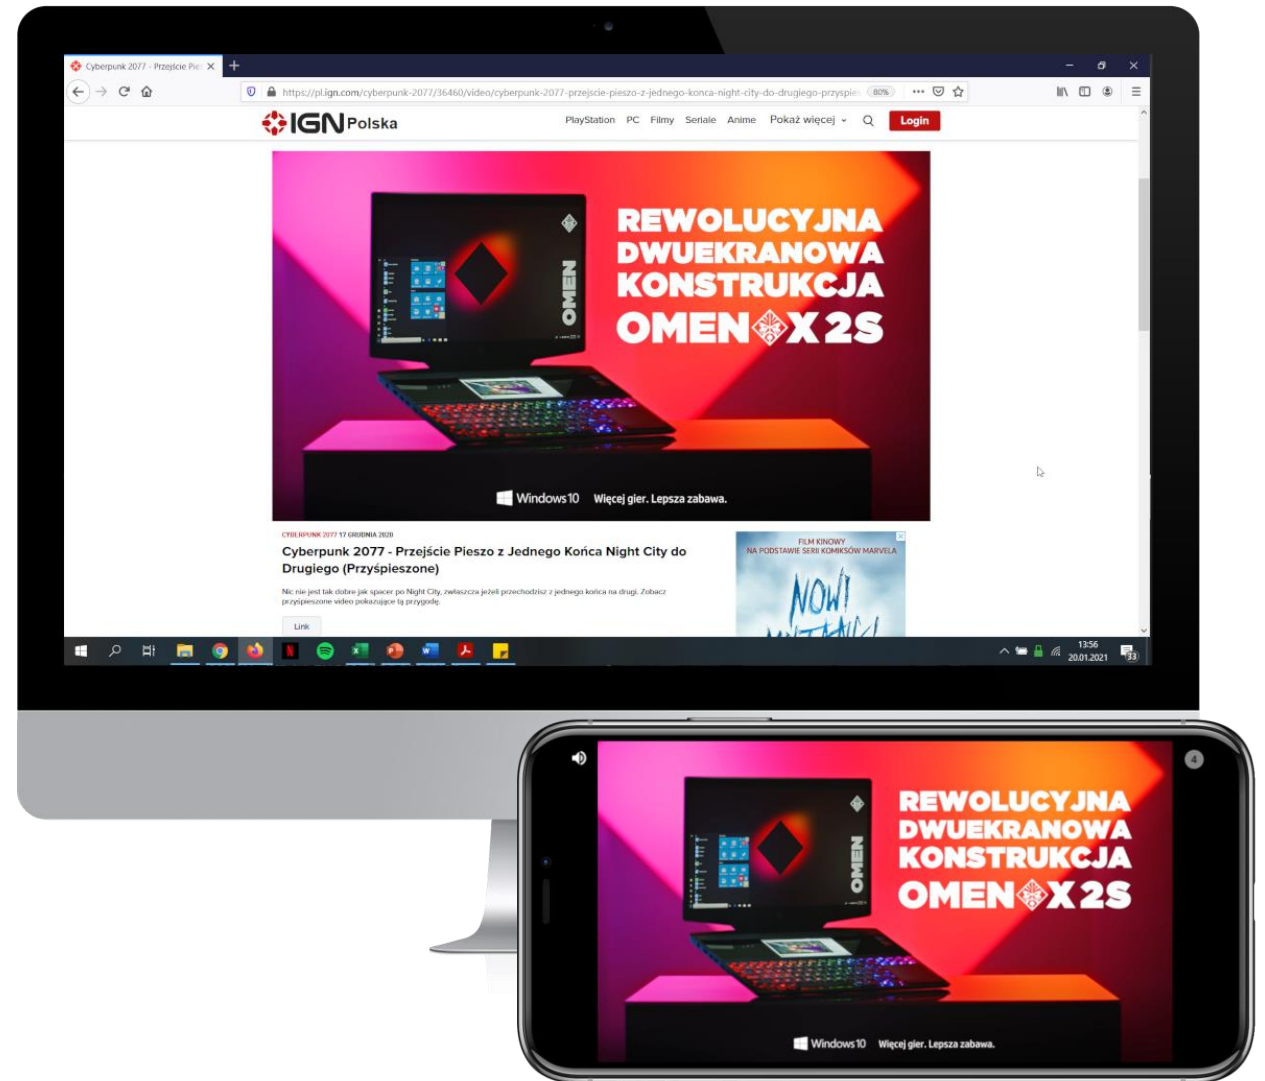 Cyberpunk 2077 - Przejście Pie
https://pl.ign.com/cyberpunk-2077/36460/video/cyberpunk-2077-przejscie-pieszo-z-jednego-konca-night-city-do-drugiego-przyspies
80%
IGN Polska
PlayStation PC Filmy Seriale Anime Pokaż więcej
Login
REWOLUCYJNA
DWUEKRANOWA
KONSTRUKCJA
OMEN X 2S
OMEN
Windows 10 Więcej gier. Lepsza zabawa.
CYBERPUNK 2077 17 GRUDNIA 2020
Cyberpunk 2077 - Przejście Pieszo z Jednego Końca Night City do
Drugiego (Przyśpieszone)
Nic nie jest tak dobre jak spacer po Night City, zwłaszcza jeżeli przechodzisz z jednego końca na drugi. Zobacz
przyśpieszone video pokazujące tą przygodę.
Link
FILM KINOWY
NA PODSTAWIE SERII KOMIKSÓW MARVELA
NOWI
MUTANCI
13:56
20.01.2021
33
4
REWOLUCYJNA
DWUEKRANOWA
KONSTRUKCJA
OMEN X 2S
OMEN
Windows 10 Więcej gier. Lepsza zabawa.